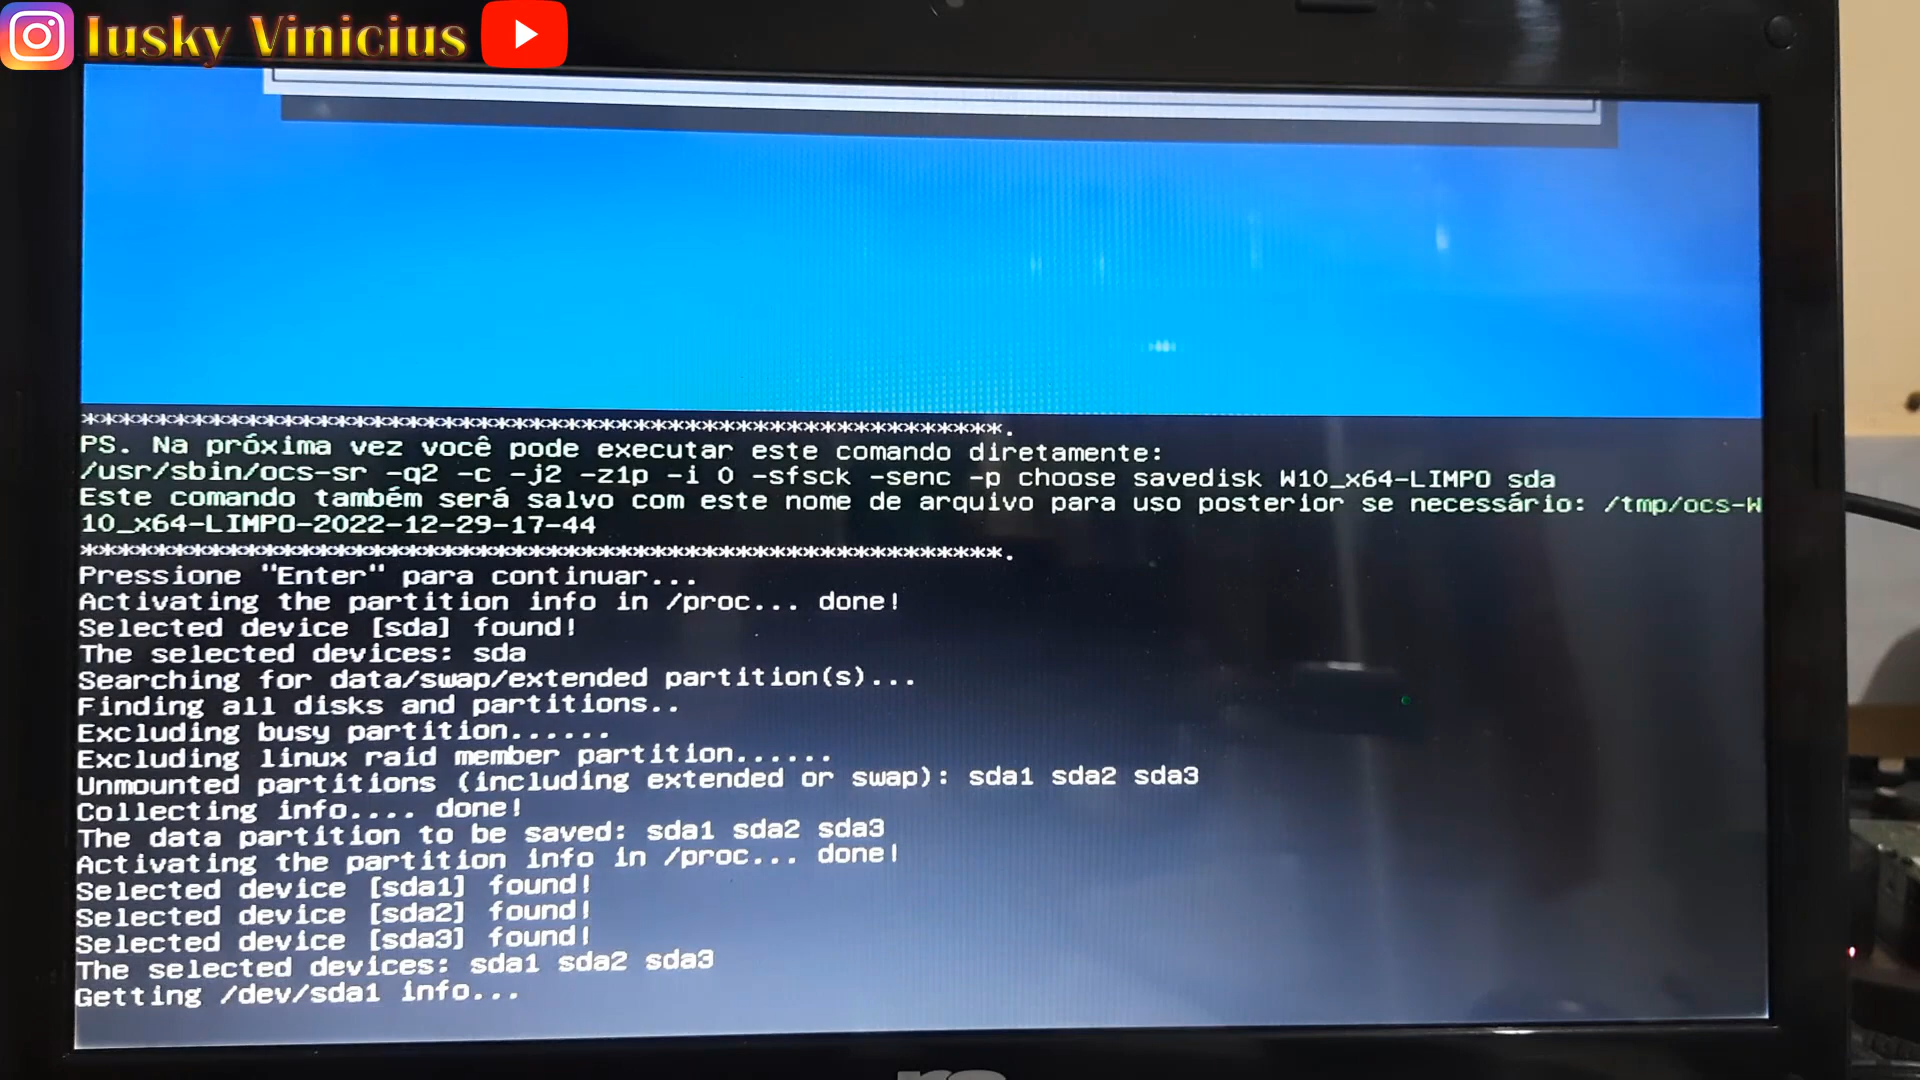 Iusky Vinicius
************************************************************.
PS. Na próxima vez você pode executar este comando diretamente:
/usr/sbin/ocs-sr -q2 -c -j2 -z1p -i 0 -sfsck -senc -p choose savedisk W10_x64-LIMPO sda
Este comando também será salvo com este nome de arquivo para uso posterior se necessário: /tmp/ocs-W
10_x64-LIMPO-2022-12-29-17-44
************************************************************.
Pressione "Enter" para continuar...
Activating the partition info in /proc... done!
Selected device [sda] found!
The selected devices: sda
Searching for data/swap/extended partition(s)...
Finding all disks and partitions..
Excluding busy partition......
Excluding linux raid member partition......
Unmounted partitions (including extended or swap): sda1 sda2 sda3
Collecting info.... done!
The data partition to be saved: sda1 sda2 sda3
Activating the partition info in /proc... done!
Selected device [sda1] found!
Selected device [sda2] found!
Selected device [sda3] found!
The selected devices: sda1 sda2 sda3
Getting /dev/sda1 info...